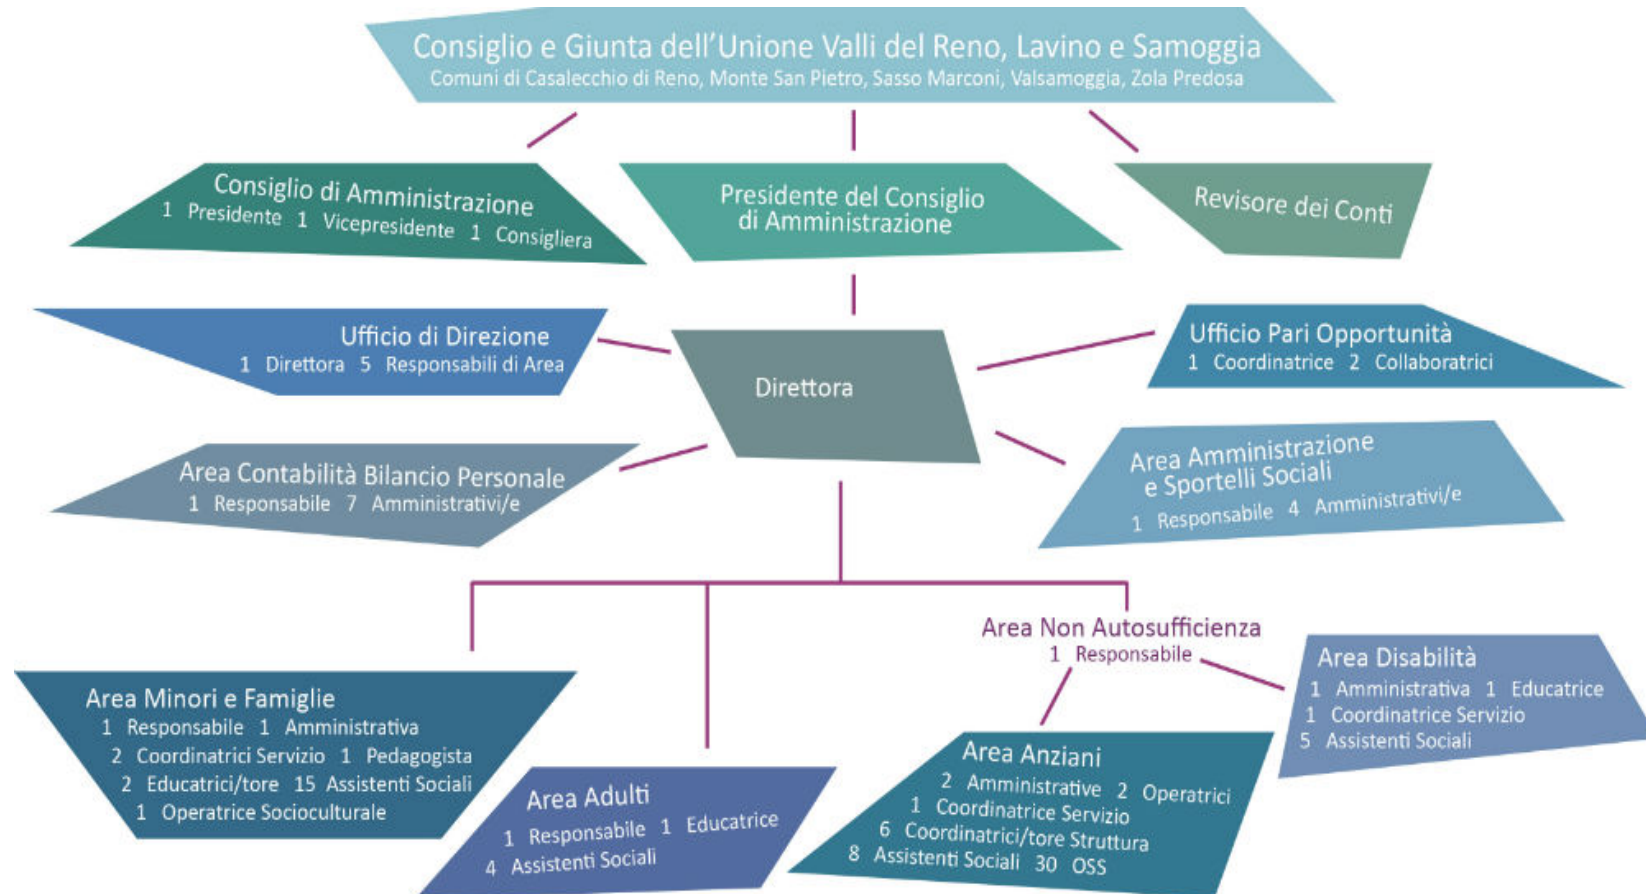 Consiglio e Giunta dell'Unione Valli del Reno, Lavino e Samoggia
Comuni di Casalecchio di Reno, Monte San Pietro, Sasso Marconi, Valsamoggia, Zola Predosa
Consiglio di Amministrazione
1 Presidente 1 Vicepresidente 1 Consigliera
Presidente del Consiglio
di Amministrazione
Revisore dei Conti
Ufficio di Direzione
1 Direttora 5 Responsabili di Area
Direttora
Ufficio Pari Opportunità
1 Coordinatrice 2 Collaboratrici
Area Contabilità Bilancio Personale
1 Responsabile 7 Amministrativi/e
Area Amministrazione
e Sportelli Sociali
1 Responsabile 4 Amministrativi/e
Area Minori e Famiglie
1 Responsabile 1 Amministrativa
2 Coordinatrici Servizio 1 Pedagogista
2 Educatrici/tore 15 Assistenti Sociali
1 Operatrice Socioculturale
Area Adulti
1 Responsabile 1 Educatrice
4 Assistenti Sociali
Area Non Autosufficienza
1 Responsabile
Area Anziani
2 Amministrative 2 Operatrici
1 Coordinatrice Servizio
6 Coordinatrici/tore Struttura
8 Assistenti Sociali 30 OSS
Area Disabilità
1 Amministrativa 1 Educatrice
1 Coordinatrice Servizio
5 Assistenti Sociali